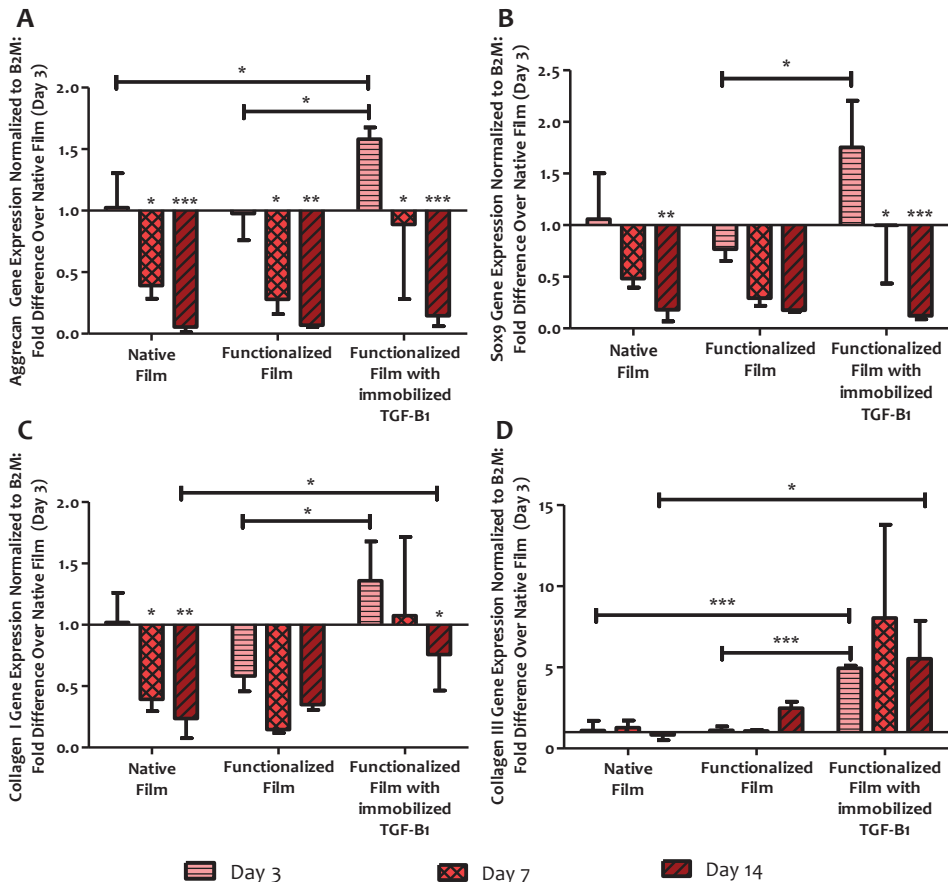 A
Aggrecan Gene Expression Normalized to B2M:
Fold Difference Over Native Film (Day 3)
2.0
1.5
1.0
0.5
0.0
*
*
* *** * ** * ***
Native
Film
Functionalized
Film
Functionalized
Film with
immobilized
TGF-B1
B
Sox9 Gene Expression Normalized to B2M:
Fold Difference Over Native Film (Day 3)
2.5
2.0
1.5
1.0
0.5
0.0
*
** * ***
Native
Film
Functionalized
Film
Functionalized
Film with
immobilized
TGF-B1
C
Collagen I Gene Expression Normalized to B2M:
Fold Difference Over Native Film (Day 3)
2.0
1.5
1.0
0.5
0.0
*
*
* ** *
Native
Film
Functionalized
Film
Functionalized
Film with
immobilized
TGF-B1
D
Collagen III Gene Expression Normalized to B2M:
Fold Difference Over Native Film (Day 3)
15
10
5
0
*
***
***
Native
Film
Functionalized
Film
Functionalized
Film with
immobilized
TGF-B1
Day 3 Day 7 Day 14